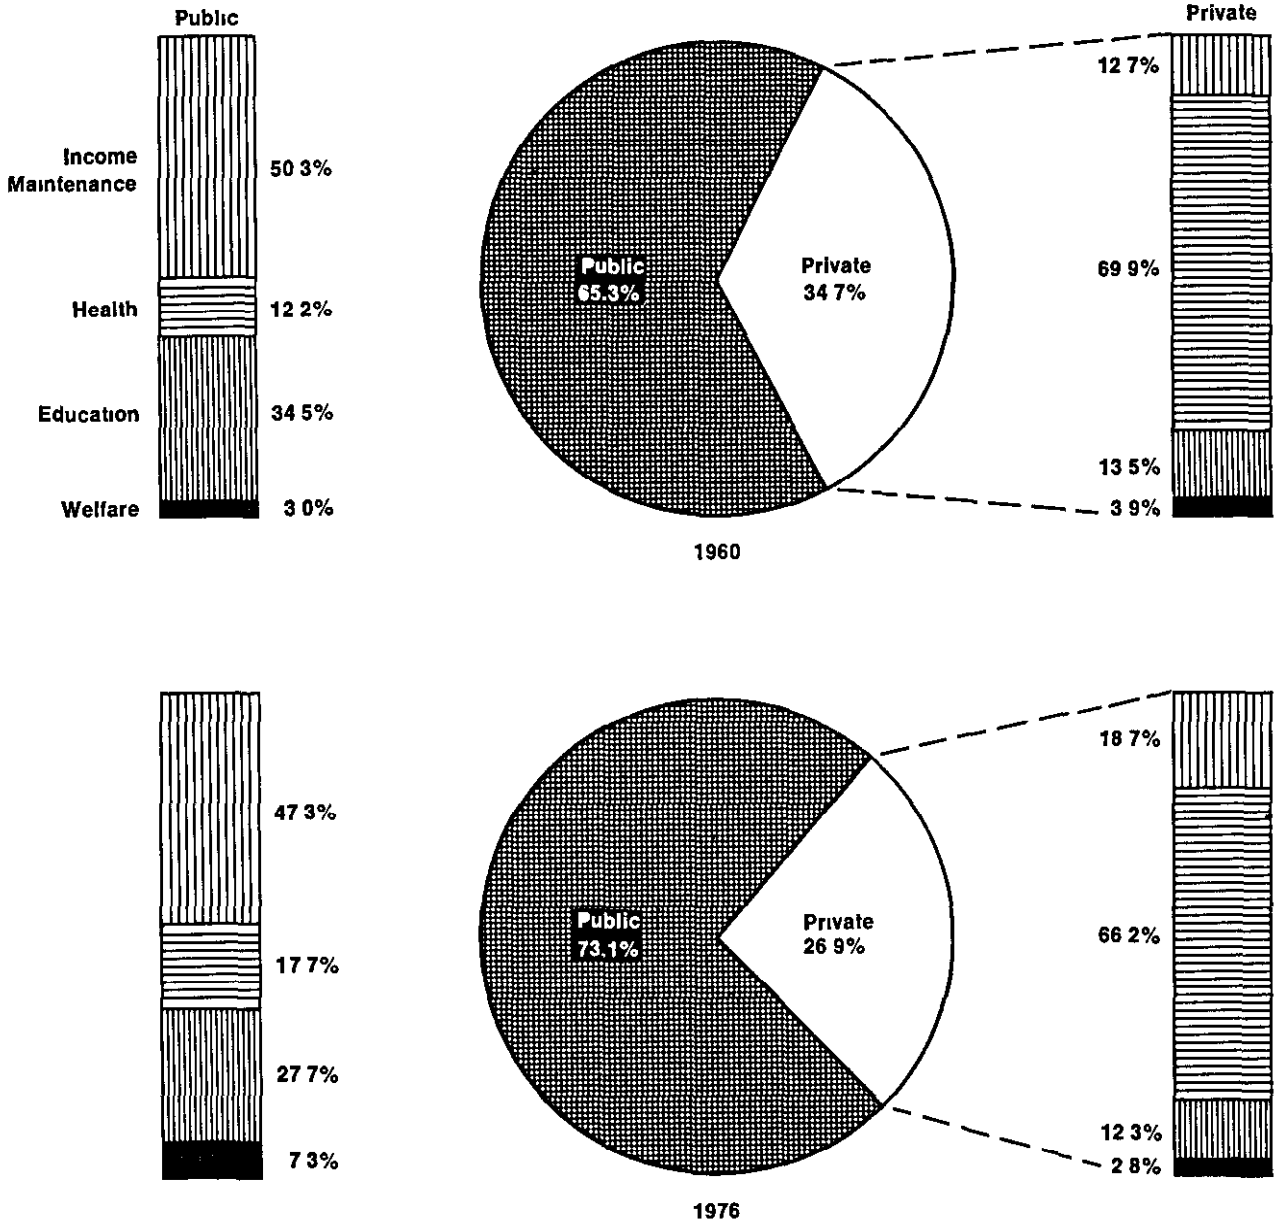 Public
Private
12 7%
Income
Maintenance
50 3%
Public
65.3%
Private
34 7%
69 9%
Health
12 2%
Education
34 5%
13 5%
Welfare
3 0%
3 9%
1960
18 7%
47 3%
Public
73.1%
Private
26 9%
66 2%
17 7%
27 7%
12 3%
7 3%
2 8%
1976